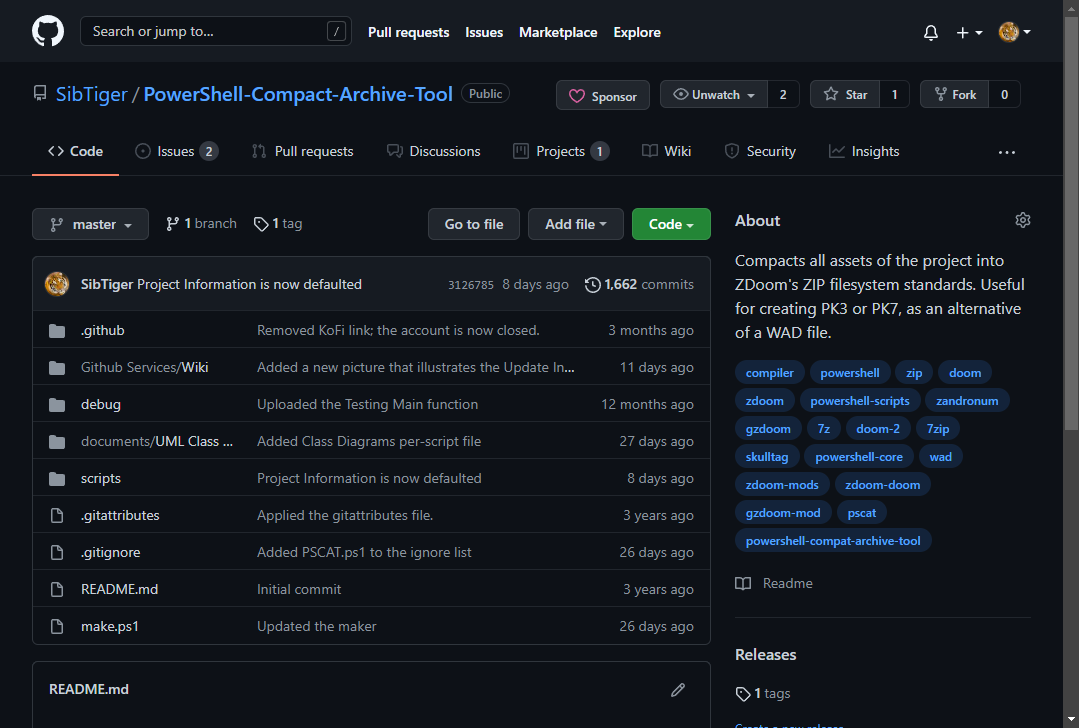 Search or jump to... / Pull requests Issues Marketplace Explore
SibTiger / PowerShell-Compact-Archive-Tool Public Sponsor Unwatch 2 Star 1 Fork 0
Code Issues 2 Pull requests Discussions Projects 1 Wiki Security Insights ...
master 1 branch 1 tag Go to file Add file Code
SibTiger Project Information is now defaulted 3126785 8 days ago 1,662 commits
.github Removed KoFi link; the account is now closed. 3 months ago
Github Services/Wiki Added a new picture that illustrates the Update In... 11 days ago
debug Uploaded the Testing Main function 12 months ago
documents/UML Class ... Added Class Diagrams per-script file 27 days ago
scripts Project Information is now defaulted 8 days ago
.gitattributes Applied the gitattributes file. 3 years ago
.gitignore Added PSCAT.ps1 to the ignore list 26 days ago
README.md Initial commit 3 years ago
make.ps1 Updated the maker 26 days ago
README.md
About
Compacts all assets of the project into
ZDoom's ZIP filesystem standards. Useful
for creating PK3 or PK7, as an alternative
of a WAD file.
compiler powershell zip doom
zdoom powershell-scripts zandronum
gzdoom 7z doom-2 7zip
skulltag powershell-core wad
zdoom-mods zdoom-doom
gzdoom-mod pscat
powershell-compat-archive-tool
Readme
Releases
1 tags
Create a new release